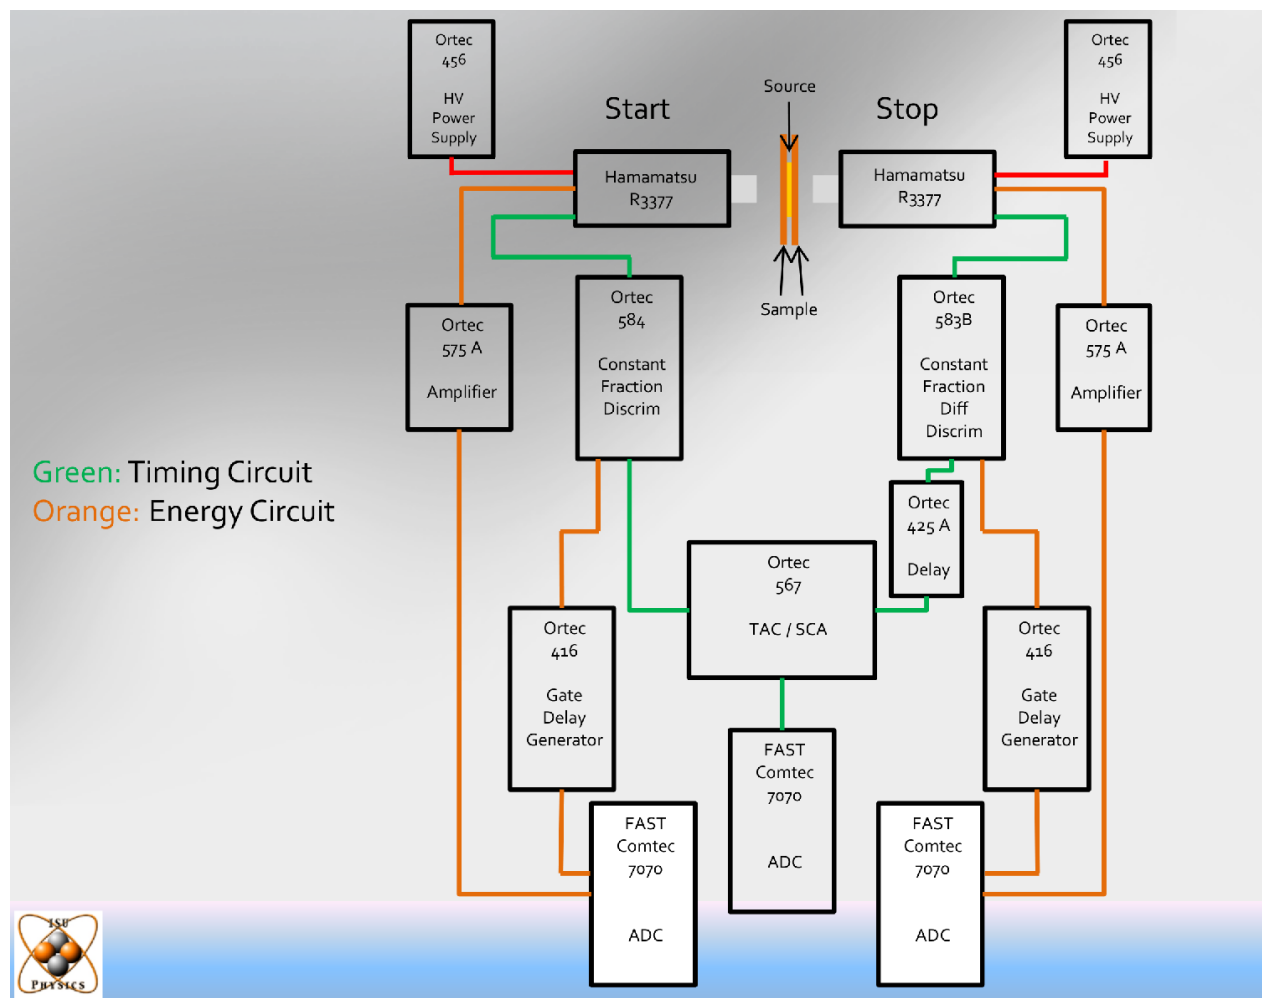 Ortec
456
HV
Power
Supply
Start
Source
Stop
Ortec
456
HV
Power
Supply
Hamamatsu
R3377
Hamamatsu
R3377
Sample
Ortec
575 A
Amplifier
Ortec
584
Constant
Fraction
Discrim
Ortec
583B
Constant
Fraction
Diff
Discrim
Ortec
575 A
Amplifier
Green: Timing Circuit
Orange: Energy Circuit
Ortec
425 A
Delay
Ortec
567
TAC / SCA
Ortec
416
Gate
Delay
Generator
Ortec
416
Gate
Delay
Generator
FAST
Comtec
7070
ADC
FAST
Comtec
7070
ADC
FAST
Comtec
7070
ADC
ISU
PHYSICS